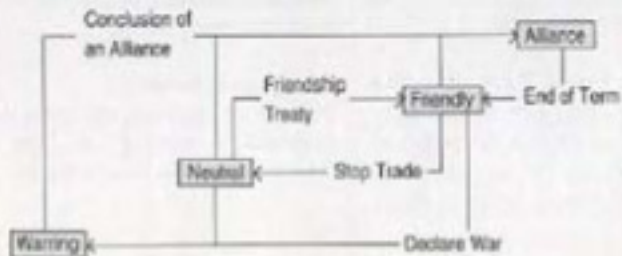 Conclusion of
an Alliance
Alliance
Friendship
Treaty
Friendly
End of Term
Neutral
Stop Trade
Warring
Declare War